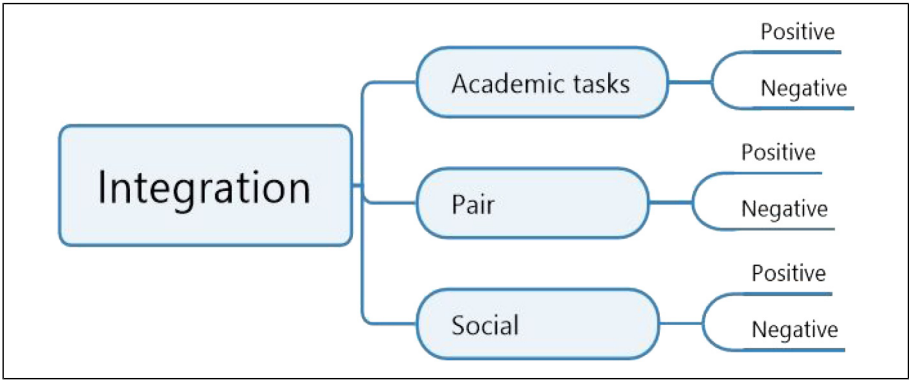 Integration
Academic tasks
Positive
Negative
Pair
Positive
Negative
Social
Positive
Negative